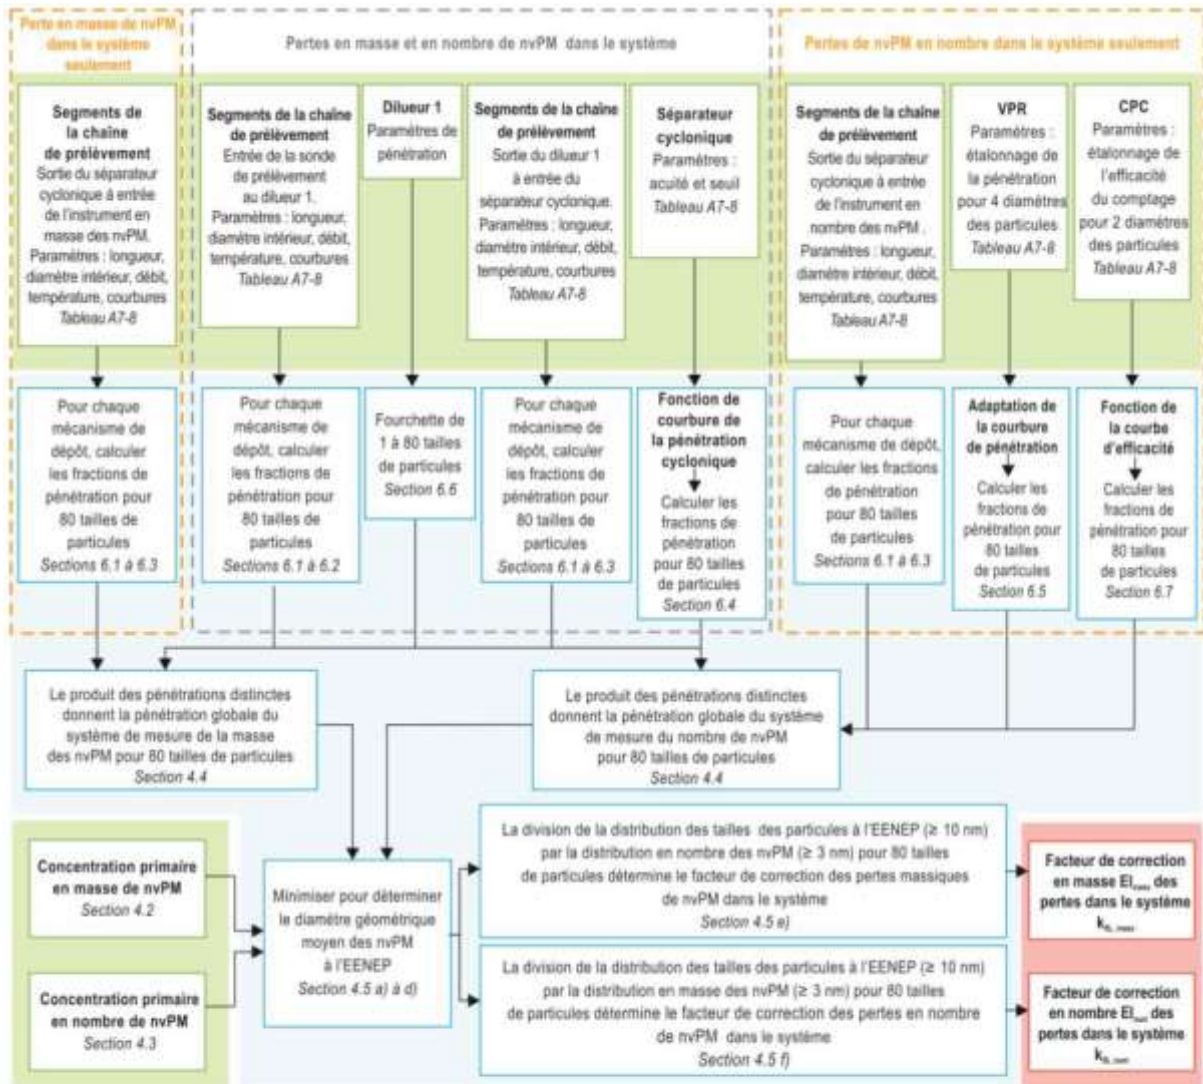 Perte en masse de nvPM
dans le système
seulement
Pertes en masse et en nombre de nvPM dans le système
Pertes de nvPM en nombre dans le système seulement
Segments de
la chaîne
de prélèvement
Sortie du séparateur
cyclonique à entrée
de l'instrument en
masse des nvPM.
Paramètres : longueur,
diamètre intérieur, débit,
température, courbures
Tableau A7-8
Segments de la chaîne
de prélèvement
Entrée de la sonde
de prélèvement
au dilueur 1.
Paramètres : longueur,
diamètre intérieur, débit,
température, courbures
Tableau A7-8
Dilueur 1
Paramètres de
pénétration
Segments de la chaîne
de prélèvement
Sortie du dilueur 1
à entrée du
séparateur cyclonique.
Paramètres : longueur,
diamètre intérieur, débit,
température, courbures
Tableau A7-8
Séparateur
cyclonique
Paramètres :
acuité et seuil
Tableau A7-8
Segments de la chaîne
de prélèvement
Sortie du séparateur
cyclonique à entrée
de l'instrument en
nombre des nvPM .
Paramètres : longueur,
diamètre intérieur, débit,
température, courbures
Tableau A7-8
VPR
Paramètres :
étalonnage de
la pénétration
pour 4 diamètres
des particules
Tableau A7-8
CPC
Paramètres :
étalonnage de
l'efficacité
du comptage
pour 2 diamètres
des particules
Tableau A7-8
Pour chaque
mécanisme de
dépôt, calculer
les fractions de
pénétration pour
80 tailles de
particules
Sections 6.1 à 6.3
Pour chaque
mécanisme de
dépôt, calculer
les fractions de
pénétration pour
80 tailles de
particules
Sections 6.1 à 6.2
Fourchette de
1 à 80 tailles
de particules
Section 6.6
Pour chaque
mécanisme de
dépôt, calculer
les fractions de
pénétration pour
80 tailles de
particules
Sections 6.1 à 6.3
Fonction de
courbure de
la pénétration
cyclonique
Calculer les
fractions de
pénétration
pour 80 tailles
de particules
Section 6.4
Pour chaque
mécanisme de dépôt,
calculer les fractions
de pénétration
pour 80 tailles
de particules
Sections 6.1 à 6.3
Adaptation de
la courbure
de pénétration
Calculer les
fractions de
pénétration pour
80 tailles
de particules
Section 6.5
Fonction de
la courbe
d'efficacité
Calculer les
fractions de
pénétration pour
80 tailles
de particules
Section 6.7
Le produit des pénétrations distinctes
donnent la pénétration globale du
système de mesure de la masse
des nvPM pour 80 tailles de particules
Section 4.4
Le produit des pénétrations distinctes
donnent la pénétration globale du système
de mesure du nombre de nvPM
pour 80 tailles de particules
Section 4.4
Concentration primaire
en masse de nvPM
Section 4.2
Concentration primaire
en nombre de nvPM
Section 4.3
Minimiser pour déterminer
le diamètre géométrique
moyen des nvPM
à l'EENEP
Section 4.5 a) à d)
La division de la distribution des tailles des particules à l'EENEP (≥ 10 nm)
par la distribution en nombre des nvPM (≥ 3 nm) pour 80 tailles
de particules détermine le facteur de correction des pertes massiques
de nvPM dans le système
Section 4.5 e)
La division de la distribution des tailles des particules à l'EENEP (≥ 10 nm)
par la distribution en masse des nvPM (≥ 3 nm) pour 80 tailles
de particules détermine le facteur de correction des pertes en nombre
de nvPM dans le système
Section 4.5 f)
Facteur de correction
en masse EI mass des
pertes dans le système
k SL, mass
Facteur de correction
en nombre EI num des
pertes dans le système
k SL, num